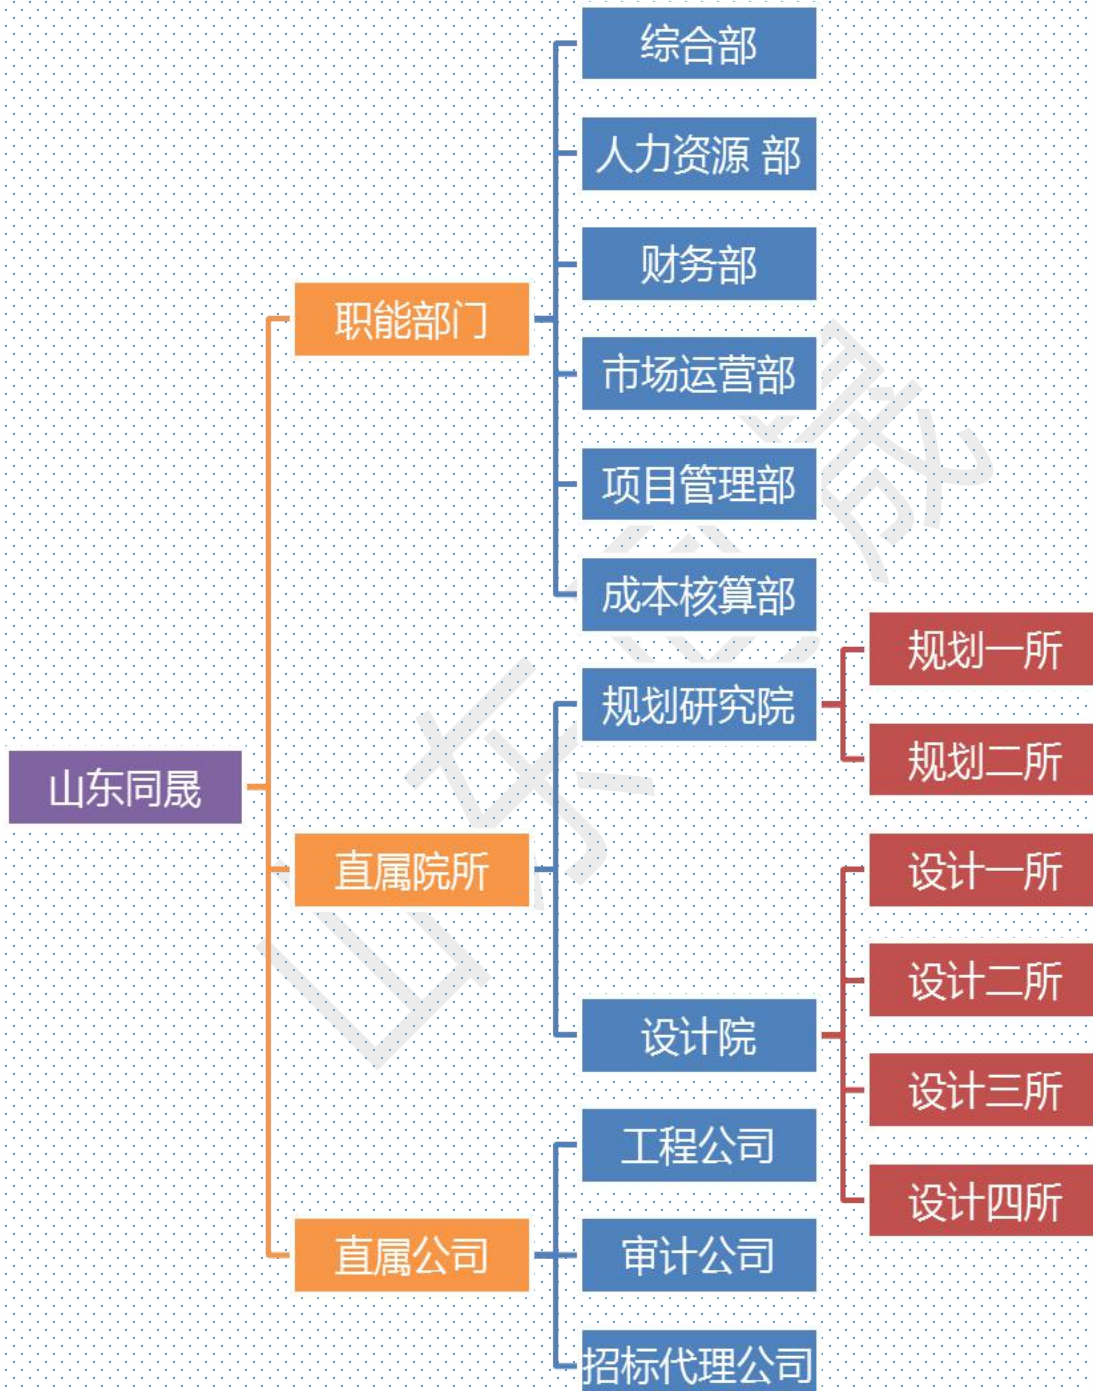 综合部
人力资源 部
财务部
职能部门
市场运营部
项目管理部
成本核算部
规划一所
规划研究院
规划二所
山东同晟
设计一所
直属院所
设计二所
设计院
设计三所
工程公司
设计四所
直属公司
审计公司
招标代理公司
山东同晟